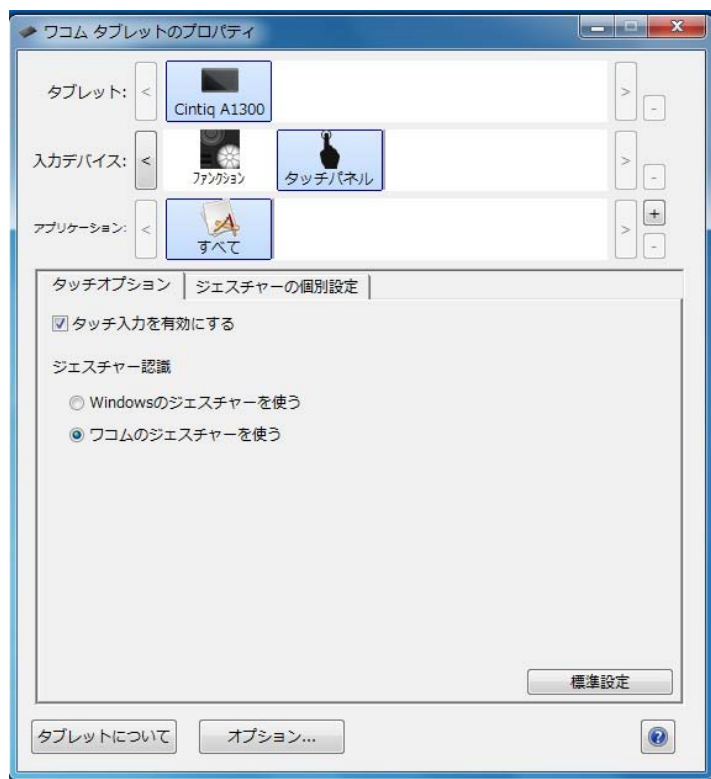 ワコム タブレットのプロパティ
タブレット: < Cintiq A1300 > -
入力デバイス: < ファンクション タッチパネル > -
アプリケーション: < すべて > + -
タッチオプション ジェスチャーの個別設定
タッチ入力を有効にする
ジェスチャー認識
Windowsのジェスチャーを使う
ワコムのジェスチャーを使う
標準設定
タブレットについて オプション... ?